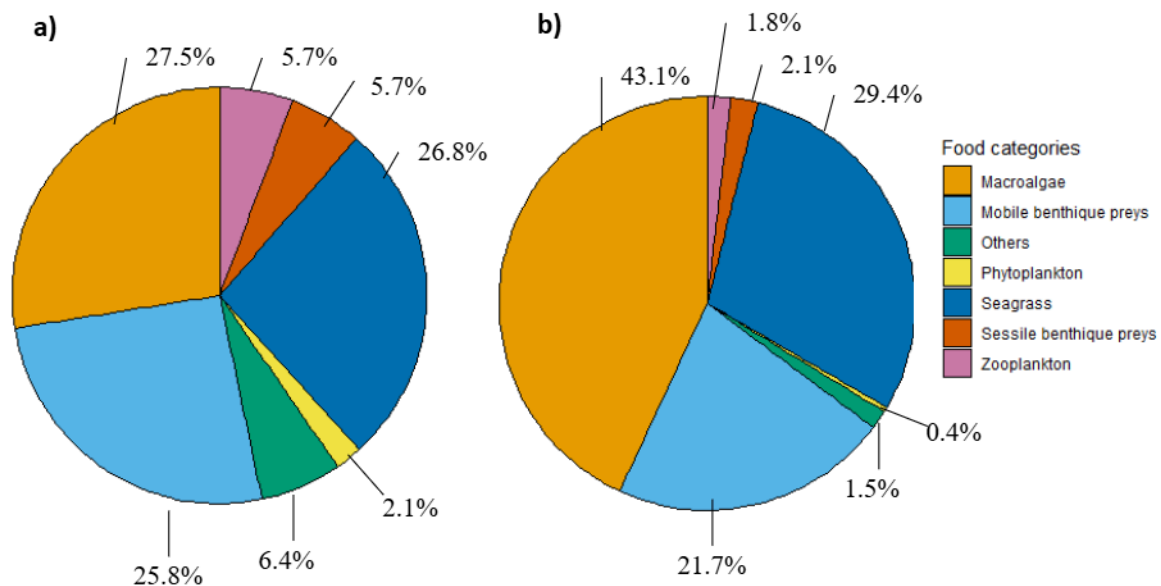 a)
27.5%
5.7%
5.7%
26.8%
2.1%
6.4%
25.8%
b)
43.1%
1.8%
2.1%
29.4%
0.4%
1.5%
21.7%
Food categories
Macroalgae
Mobile benthique preys
Others
Phytoplankton
Seagrass
Sessile benthique preys
Zooplankton